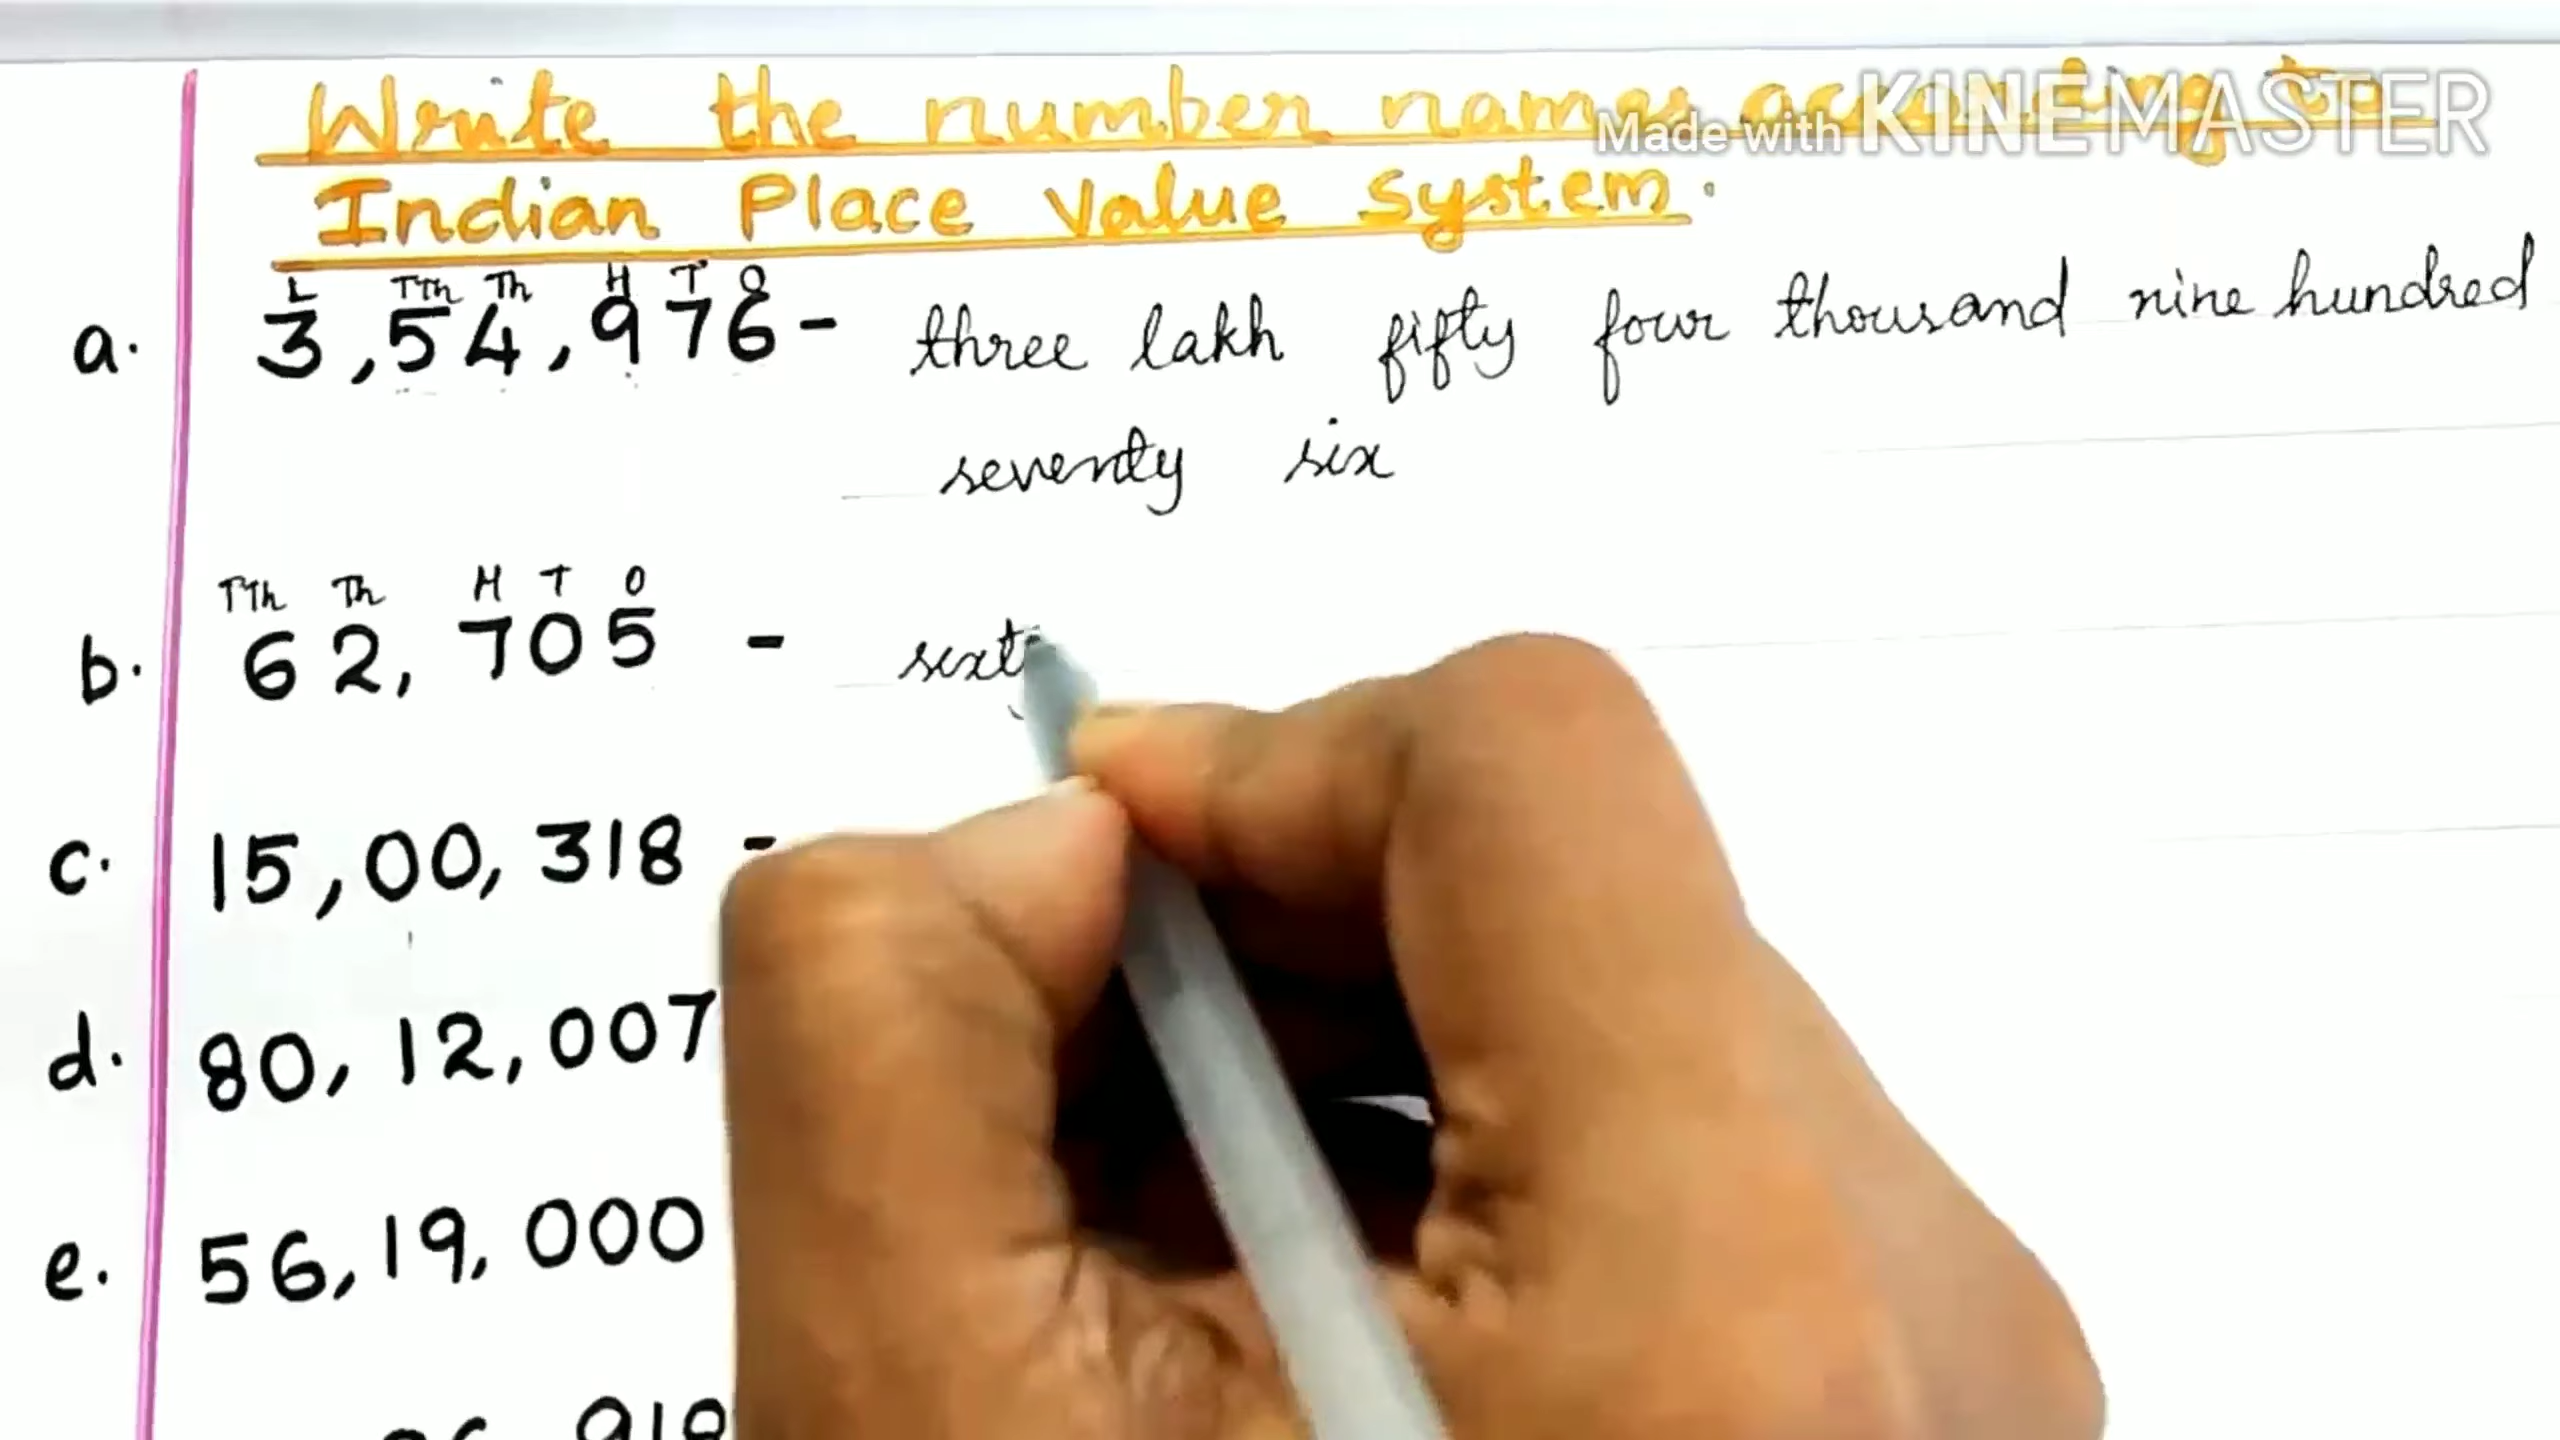 Write the number names according to
Made with KINEMASTER
Indian Place Value System.
L TTh Th H T O
a. 3,54,976 - three lakh fifty four thousand nine hundred
seventy six
TTh Th H T O
b. 62,705 - sixty
c. 15,00,318 -
d. 80,12,007
e. 56,19,000
918